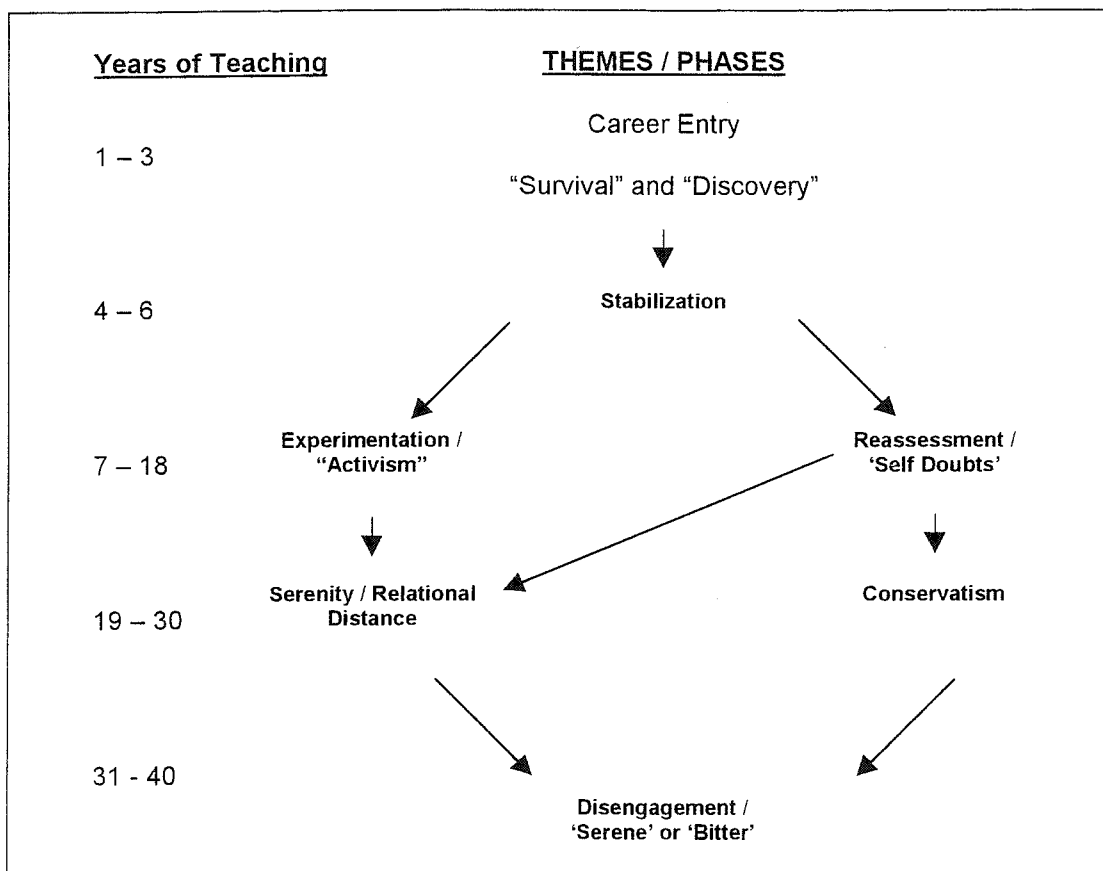 Years of Teaching
THEMES / PHASES
Career Entry
1 – 3
“Survival” and “Discovery”
Stabilization
4 – 6
Experimentation /
“Activism”
Reassessment /
‘Self Doubts’
7 – 18
Serenity / Relational
Distance
Conservatism
19 – 30
31 - 40
Disengagement /
‘Serene’ or ‘Bitter’